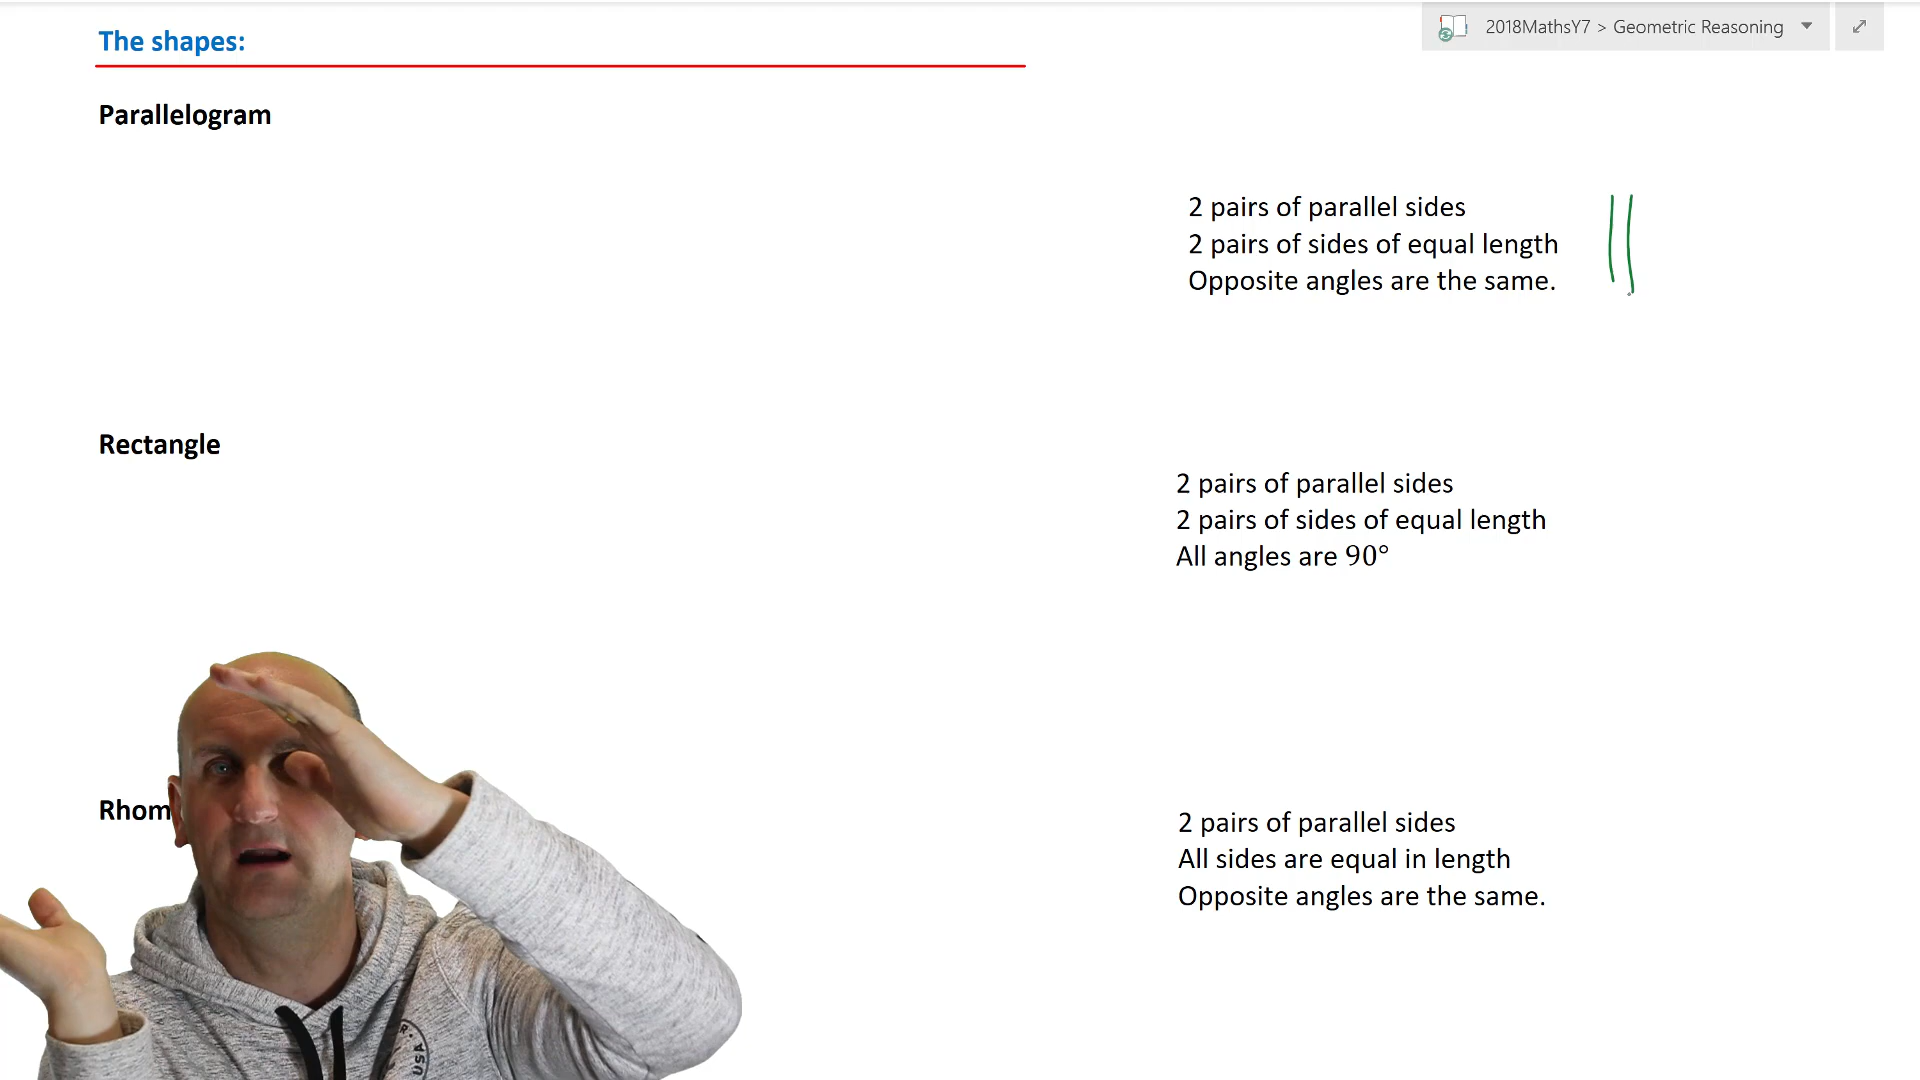 The shapes:
2018MathsY7 > Geometric Reasoning
Parallelogram
2 pairs of parallel sides
2 pairs of sides of equal length
Opposite angles are the same.
Rectangle
2 pairs of parallel sides
2 pairs of sides of equal length
All angles are 90°
Rhom
2 pairs of parallel sides
All sides are equal in length
Opposite angles are the same.
USA